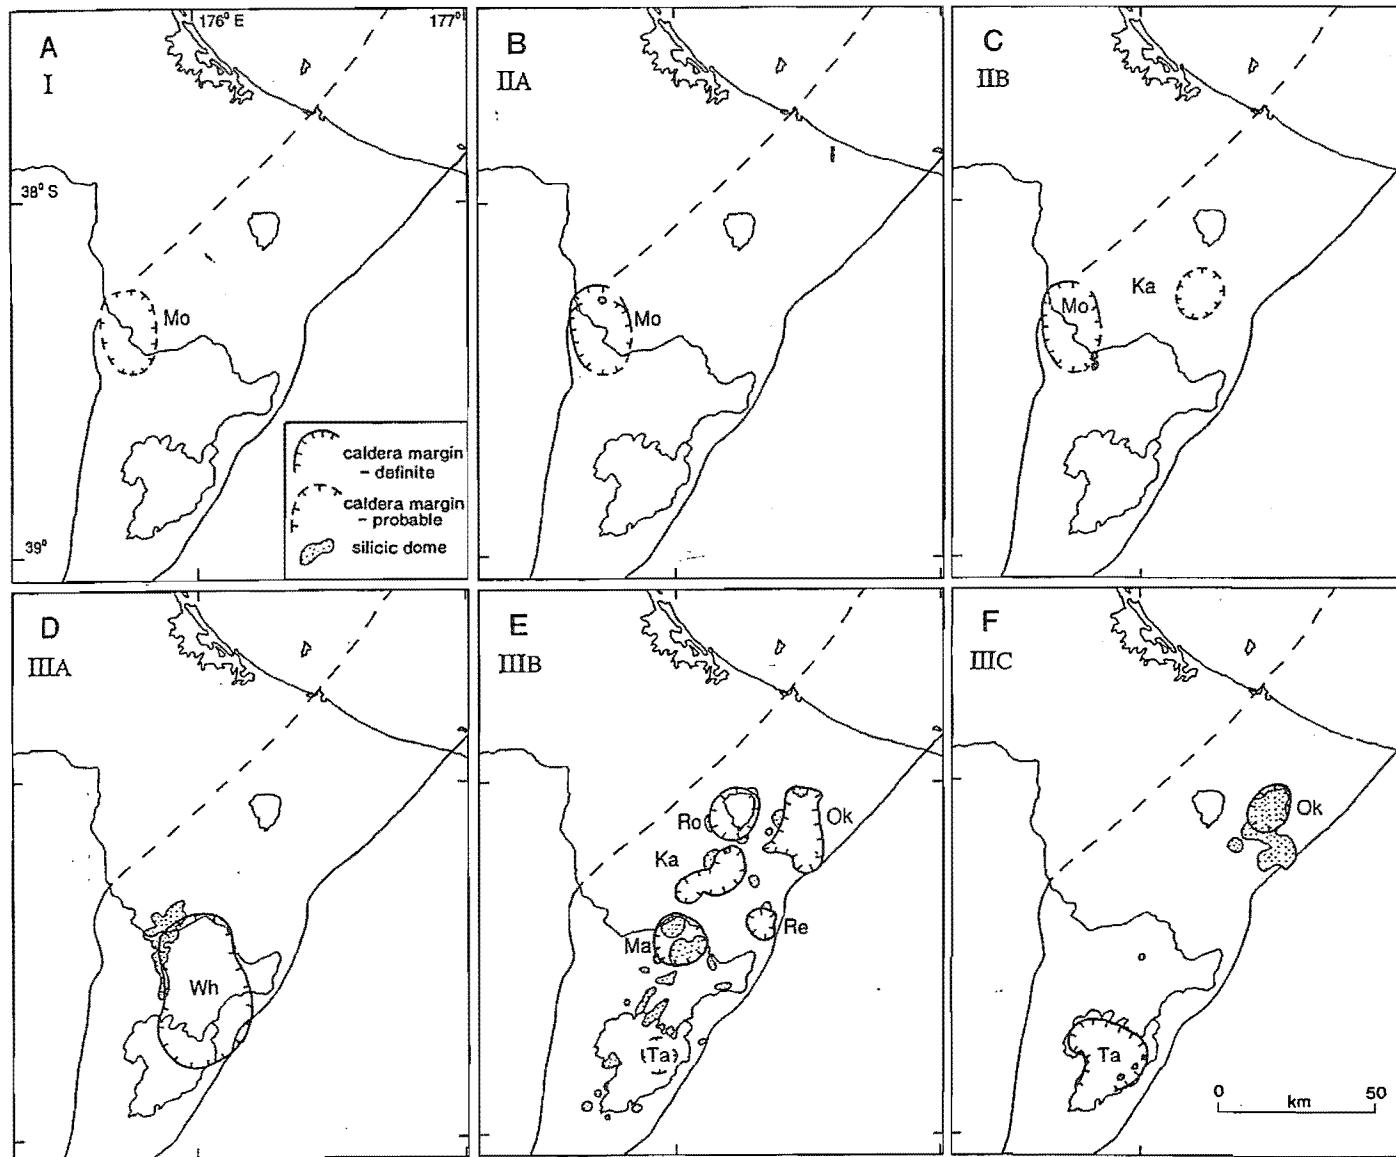 A
I
176° E
177°
38° S
Mo
39°
caldera margin
- definite
caldera margin
- probable
silicic dome
B
IIA
Mo
C
IIB
Mo
Ka
D
IIIA
Wh
E
IIIB
Ro
Ok
Ka
Ma
Re
Ta
F
IIIC
Ok
Ta
0 50
km